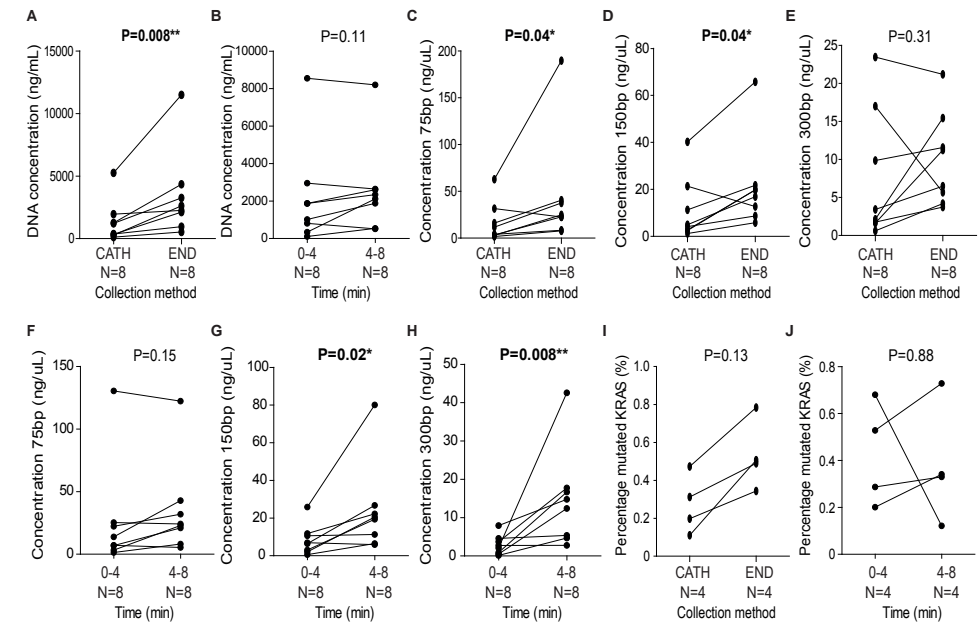 A
P=0.008**
DNA concentration (ng/mL)
15000
10000
5000
0
CATH END
N=8 N=8
Collection method
B
P=0.11
DNA concentration (ng/mL)
10000
8000
6000
4000
2000
0
0-4 4-8
N=8 N=8
Time (min)
C
P=0.04*
Concentration 75bp (ng/uL)
200
150
100
50
0
CATH END
N=8 N=8
Collection method
D
P=0.04*
Concentration 150bp (ng/uL)
80
60
40
20
0
CATH END
N=8 N=8
Collection method
E
P=0.31
Concentration 300bp (ng/uL)
25
20
15
10
5
0
CATH END
N=8 N=8
Collection method
F
P=0.15
Concentration 75bp (ng/uL)
150
100
50
0
0-4 4-8
N=8 N=8
Time (min)
G
P=0.02*
Concentration 150bp (ng/uL)
100
80
60
40
20
0
0-4 4-8
N=8 N=8
Time (min)
H
P=0.008**
Concentration 300bp (ng/uL)
50
40
30
20
10
0
0-4 4-8
N=8 N=8
Time (min)
I
P=0.13
Percentage mutated KRAS (%)
1.0
0.8
0.6
0.4
0.2
0.0
CATH END
N=4 N=4
Collection method
J
P=0.88
Percentage mutated KRAS (%)
0.8
0.6
0.4
0.2
0
0-4 4-8
N=4 N=4
Time (min)